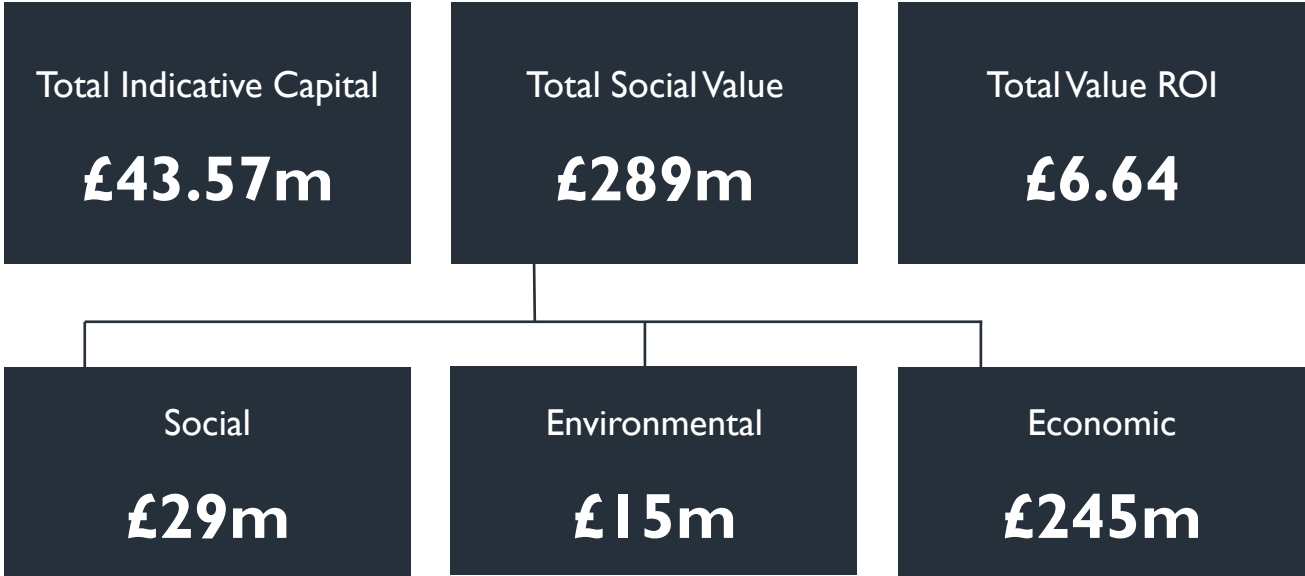 Total Indicative Capital
£43.57m
Total Social Value
£289m
Total Value ROI
£6.64
Social
£29m
Environmental
£15m
Economic
£245m